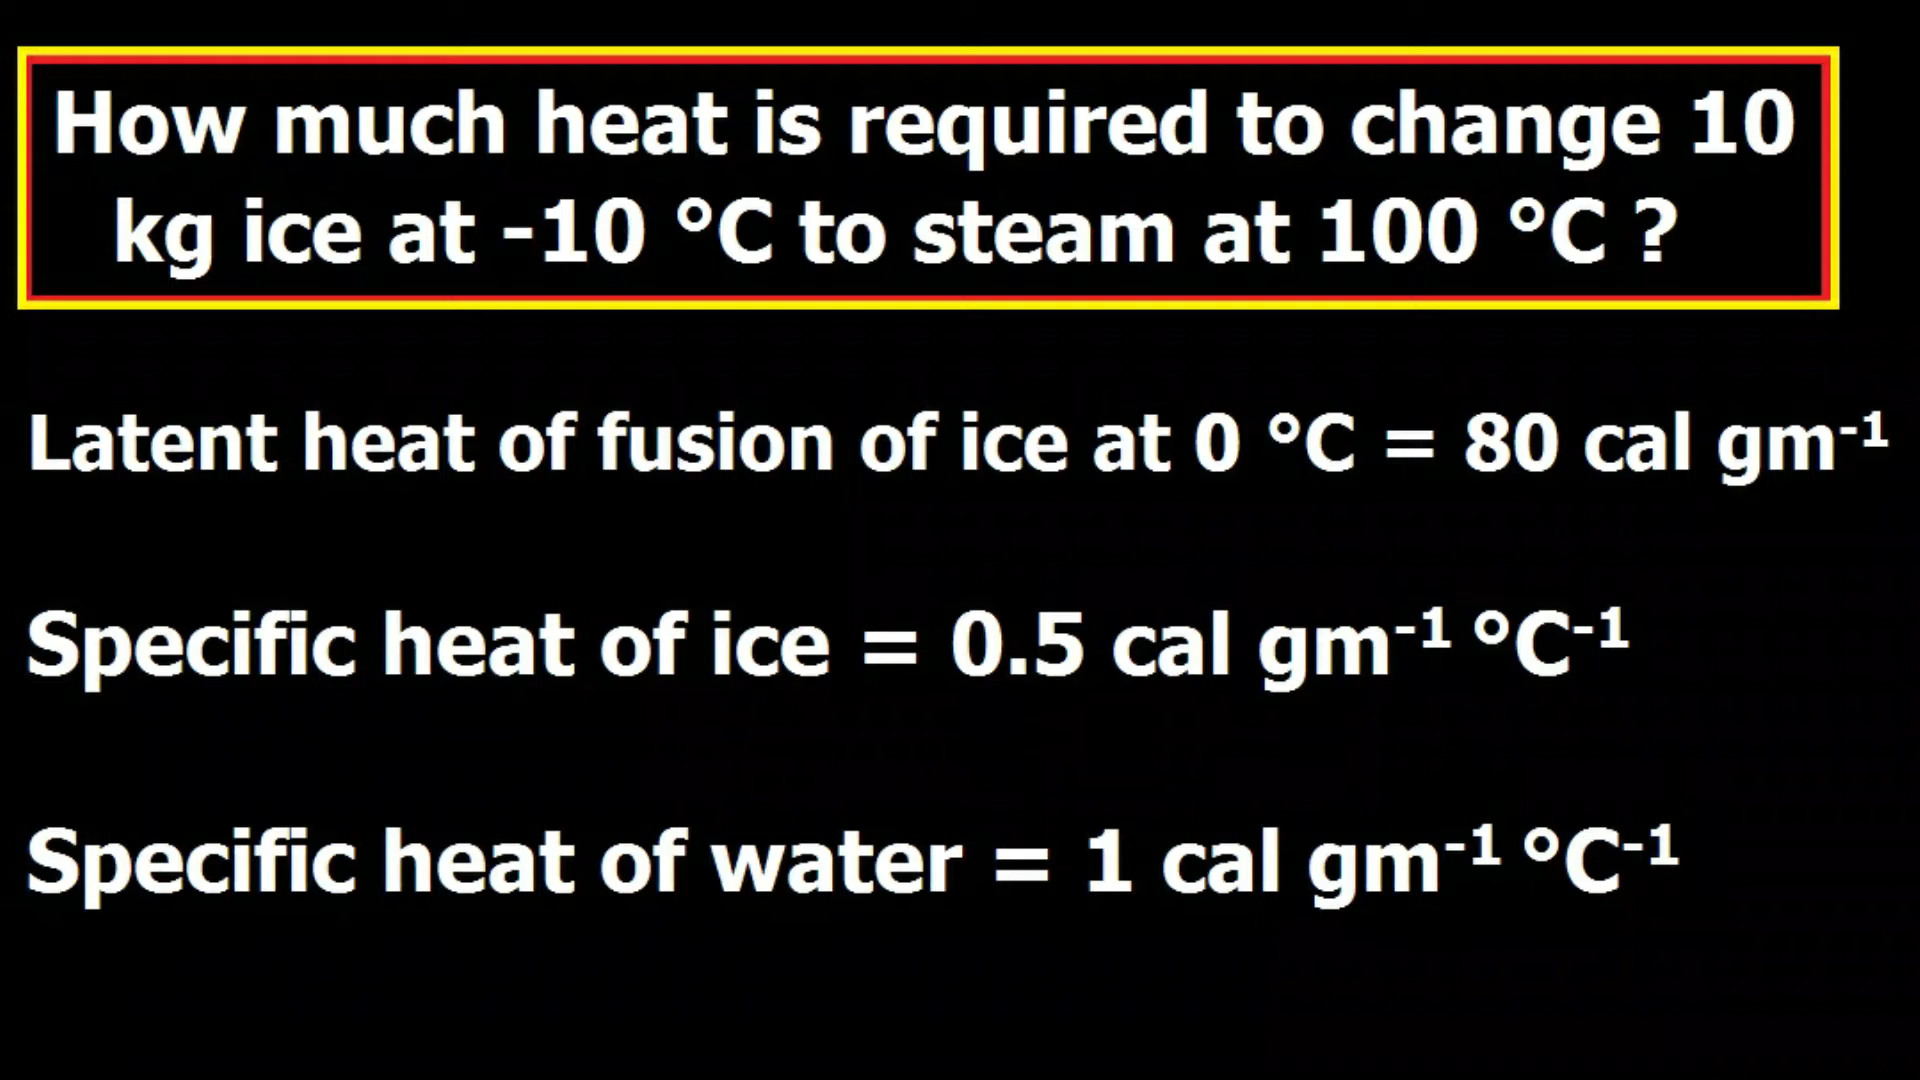 How much heat is required to change 10
kg ice at -10 °C to steam at 100 °C ?
Latent heat of fusion of ice at 0 °C = 80 cal gm⁻¹
Specific heat of ice = 0.5 cal gm⁻¹ °C⁻¹
Specific heat of water = 1 cal gm⁻¹ °C⁻¹